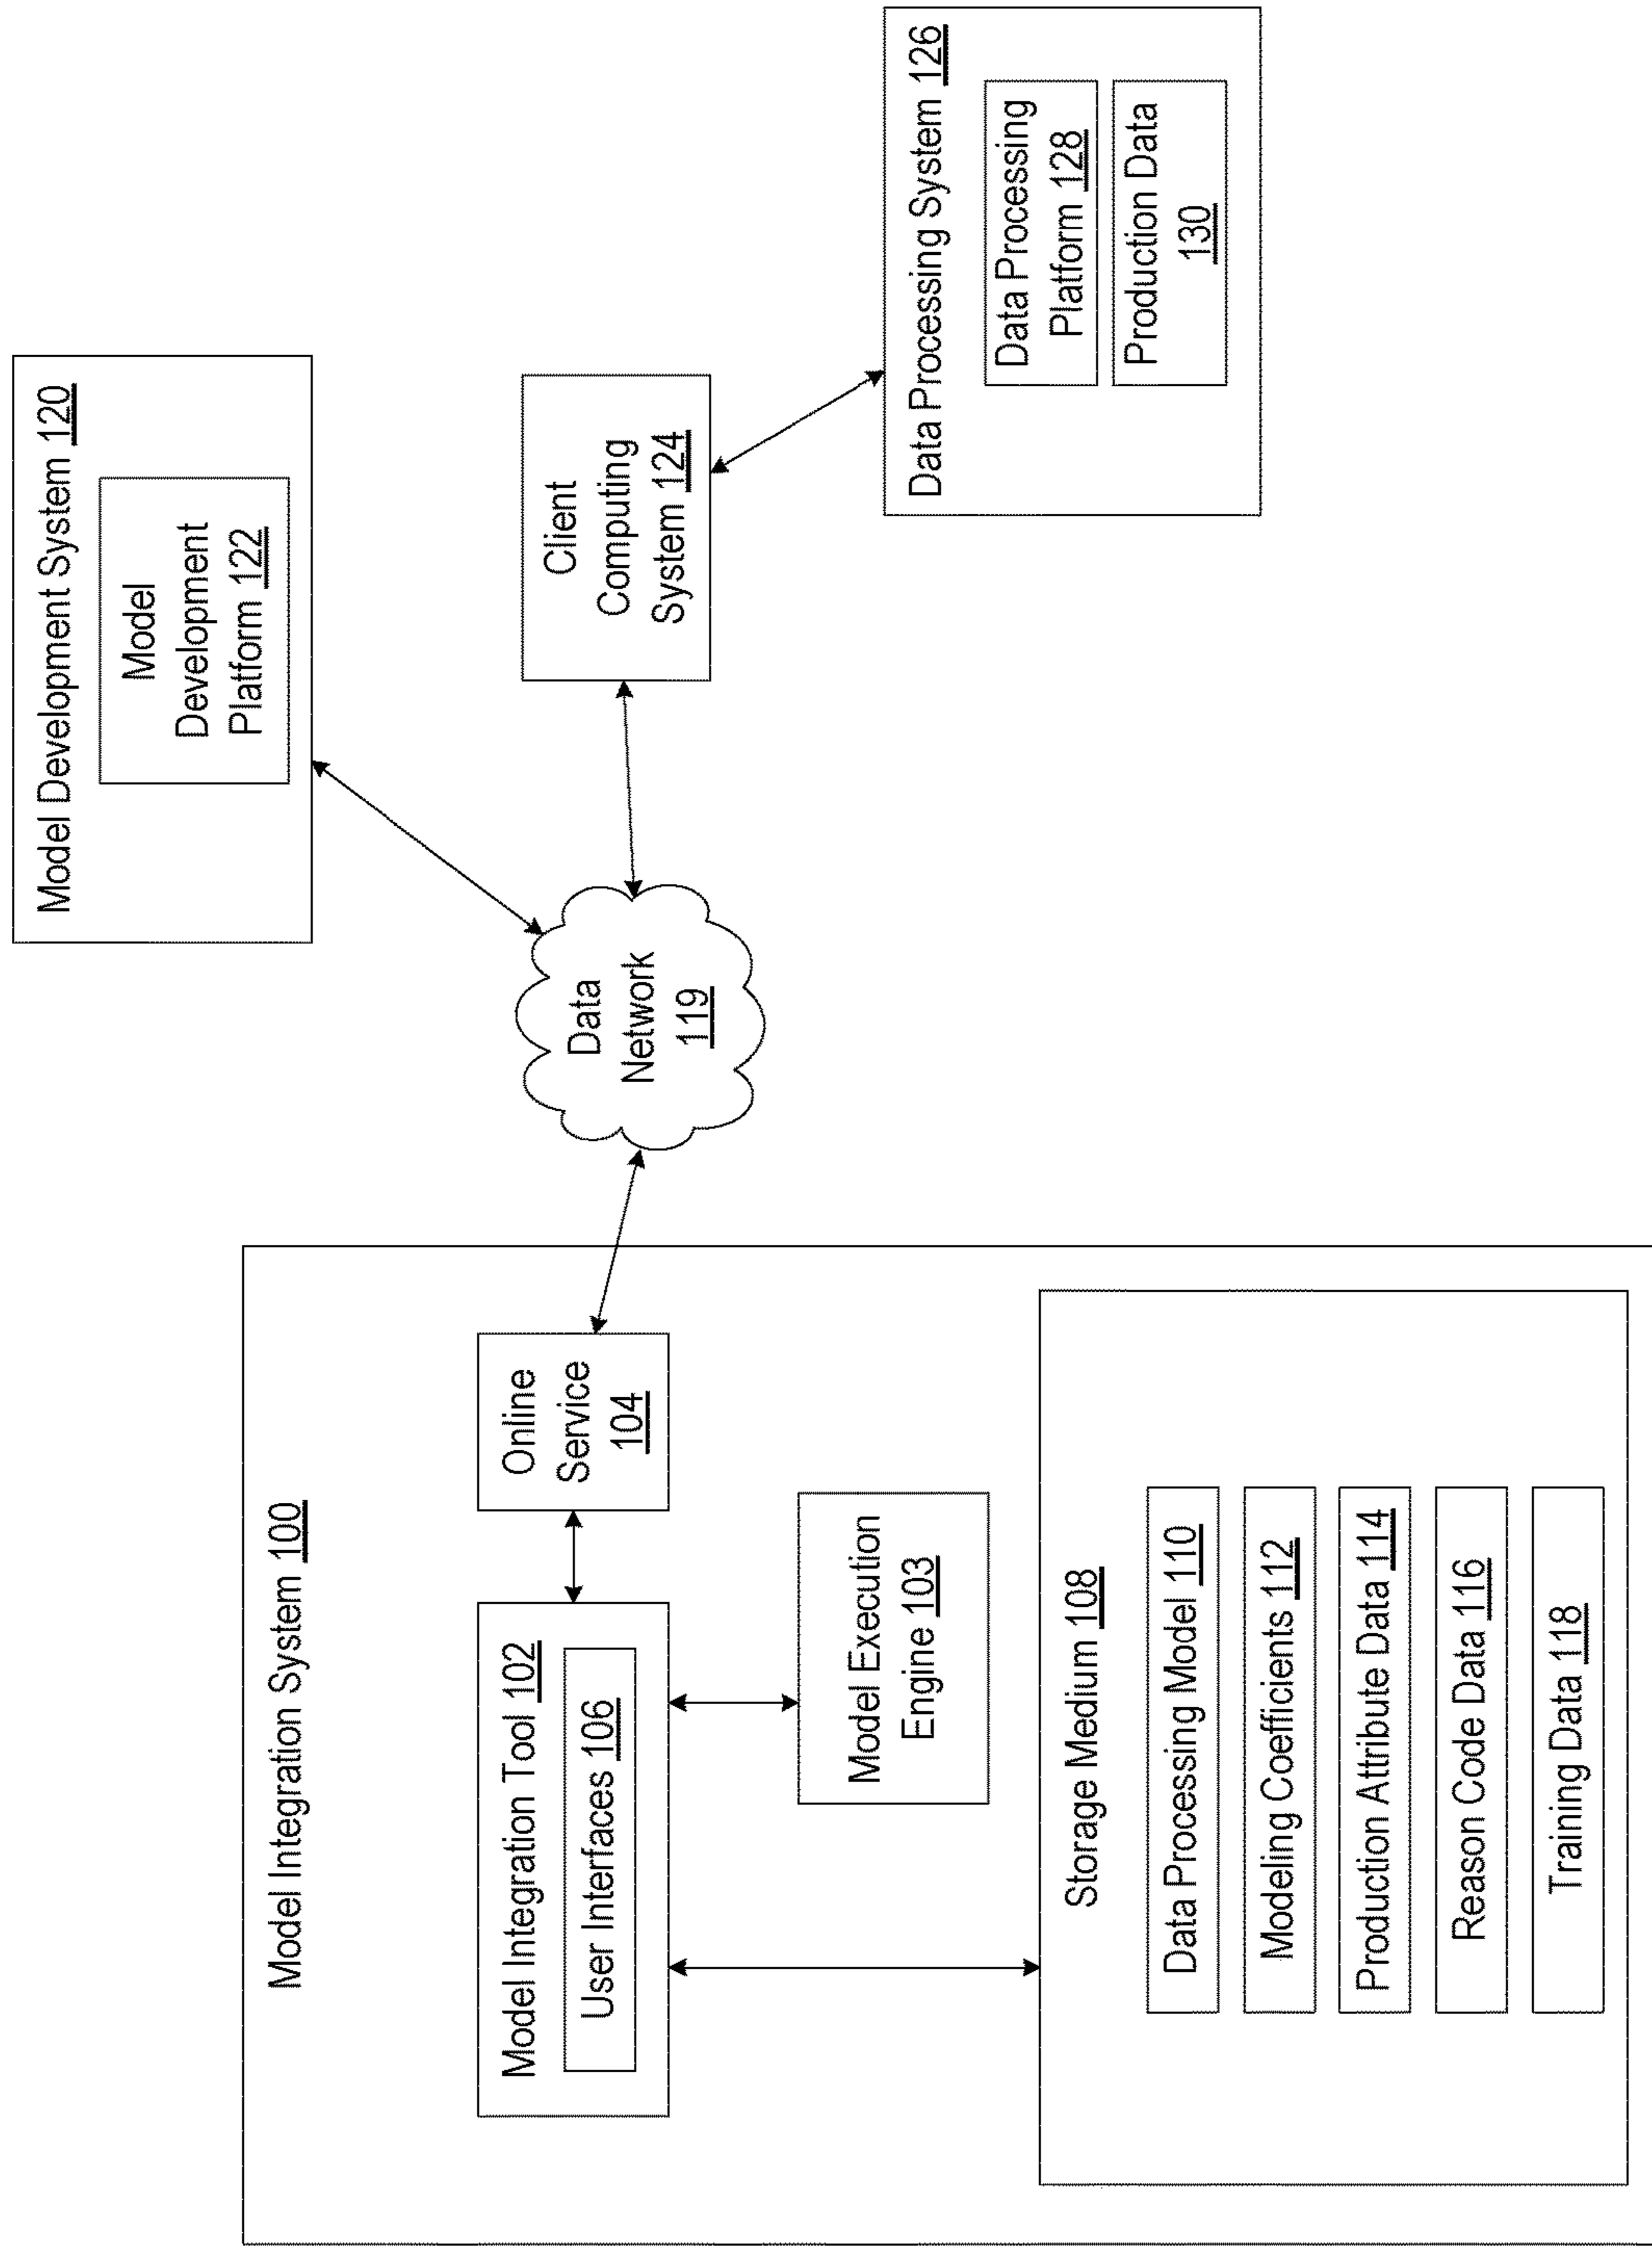 Model Integration System 100
Model Integration Tool 102
User Interfaces 106
Online
Service
104
Model Execution
Engine 103
Storage Medium 108
Data Processing Model 110
Modeling Coefficients 112
Production Attribute Data 114
Reason Code Data 116
Training Data 118
Data
Network
119
Model Development System 120
Model
Development
Platform 122
Client
Computing
System 124
Data Processing System 126
Data Processing
Platform 128
Production Data
130